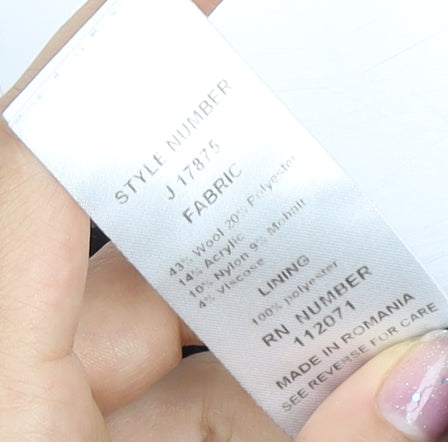 STYLE NUMBER
J 17875
FABRIC
43% Wool 20% Polyester
14% Acrylic
10% Nylon 9% Mohair
4% Viscose
LINING
100% polyester
RN NUMBER
112071
MADE IN ROMANIA
SEE REVERSE FOR CARE